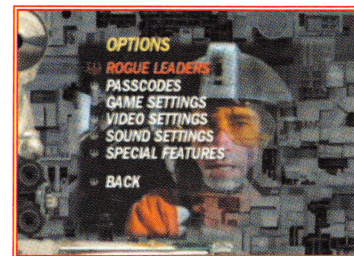 OPTIONS
ROGUE LEADERS
PASSCODES
GAME SETTINGS
VIDEO SETTINGS
SOUND SETTINGS
SPECIAL FEATURES
BACK